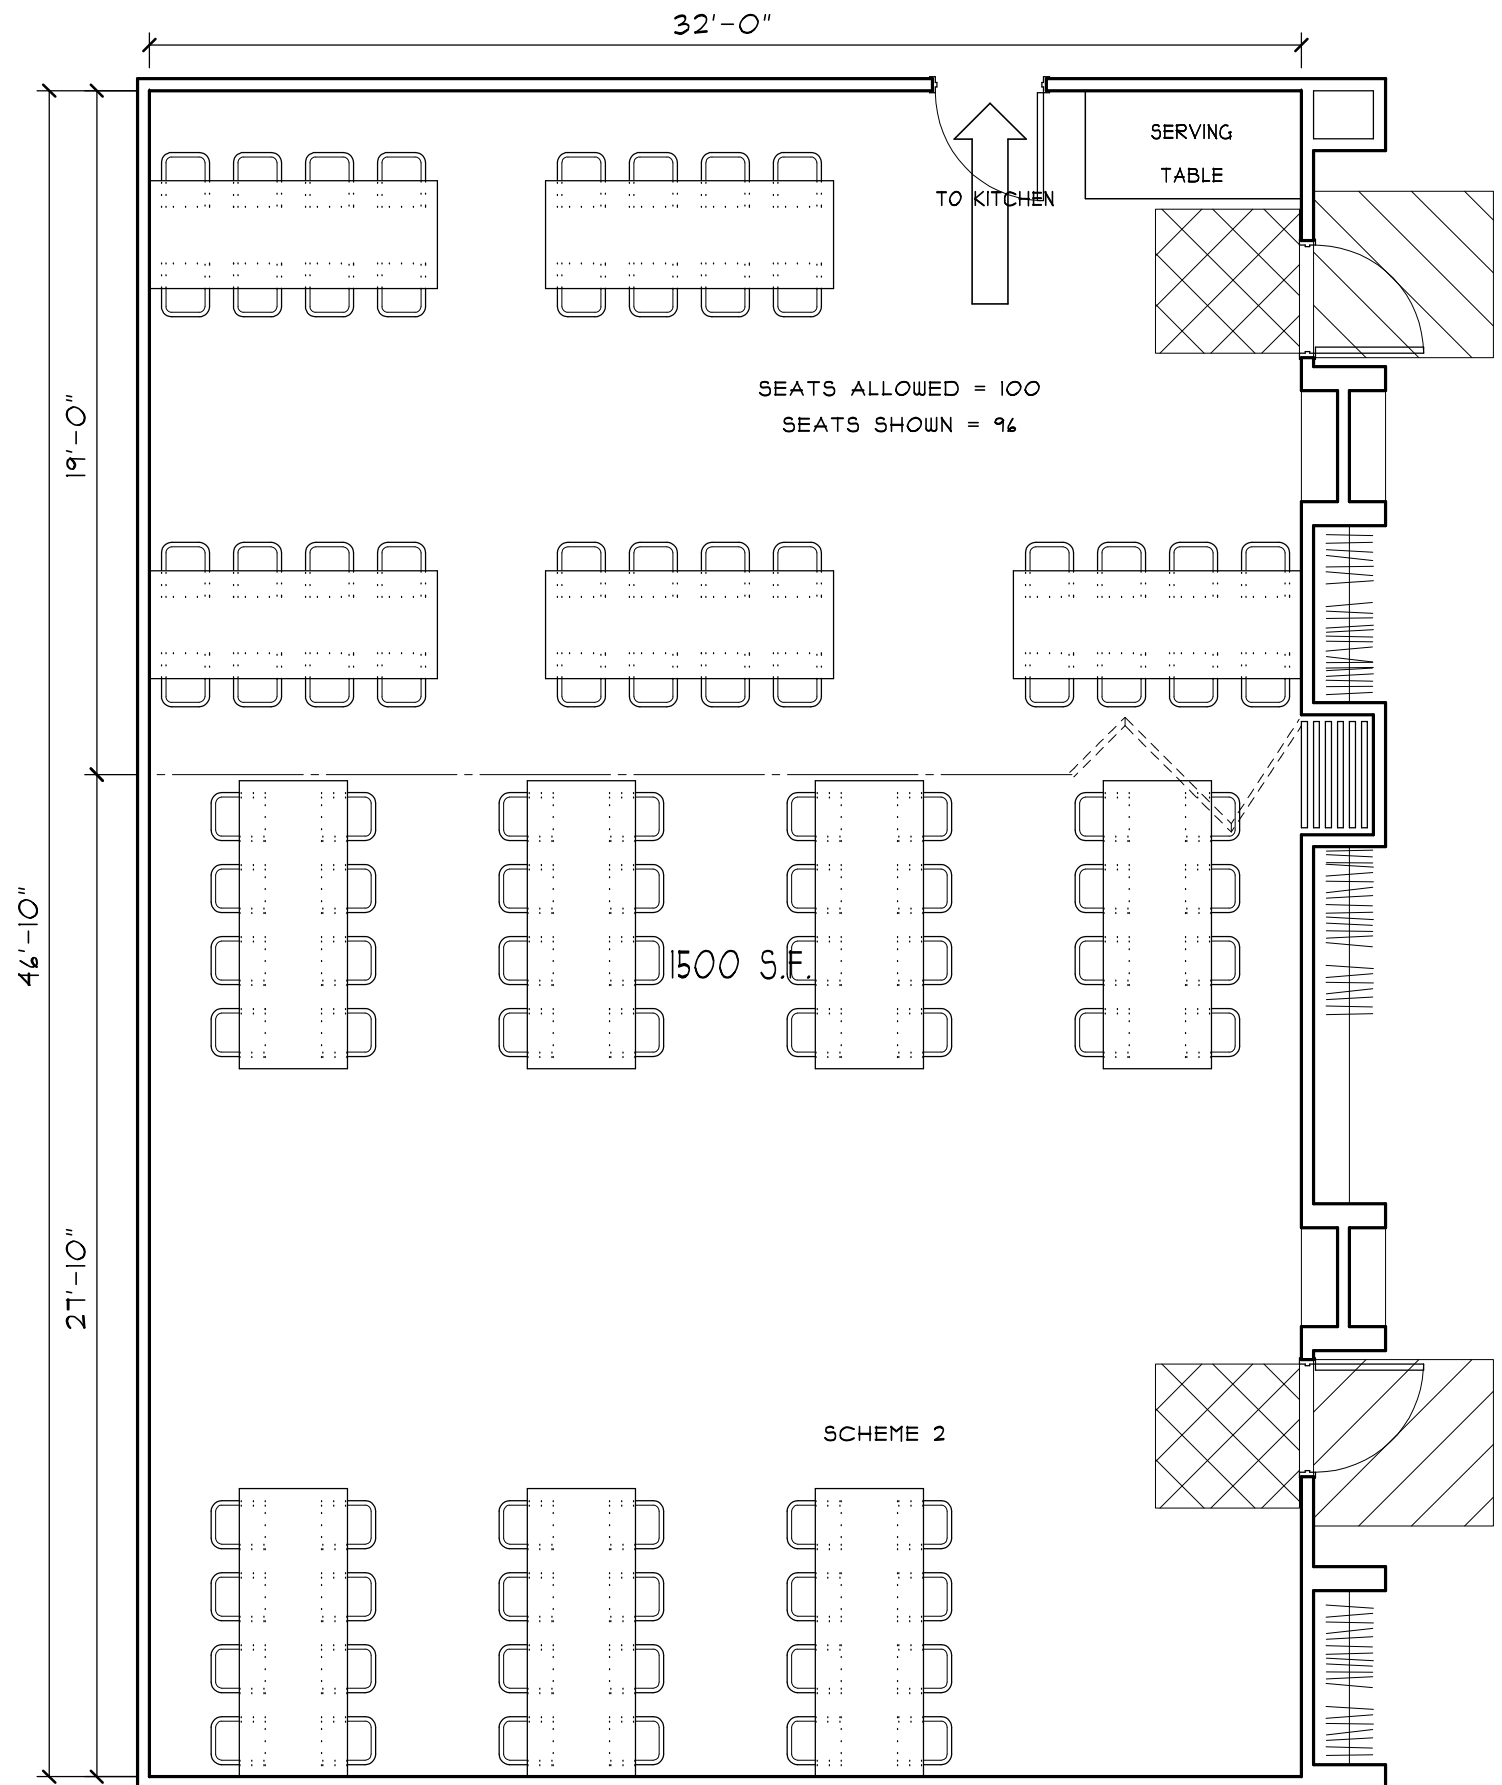 32'-0"
SERVING
TABLE
TO KITCHEN
SEATS ALLOWED = 100
SEATS SHOWN = 96
19'-0"
46'-10"
1500 S.F.
27'-10"
SCHEME 2